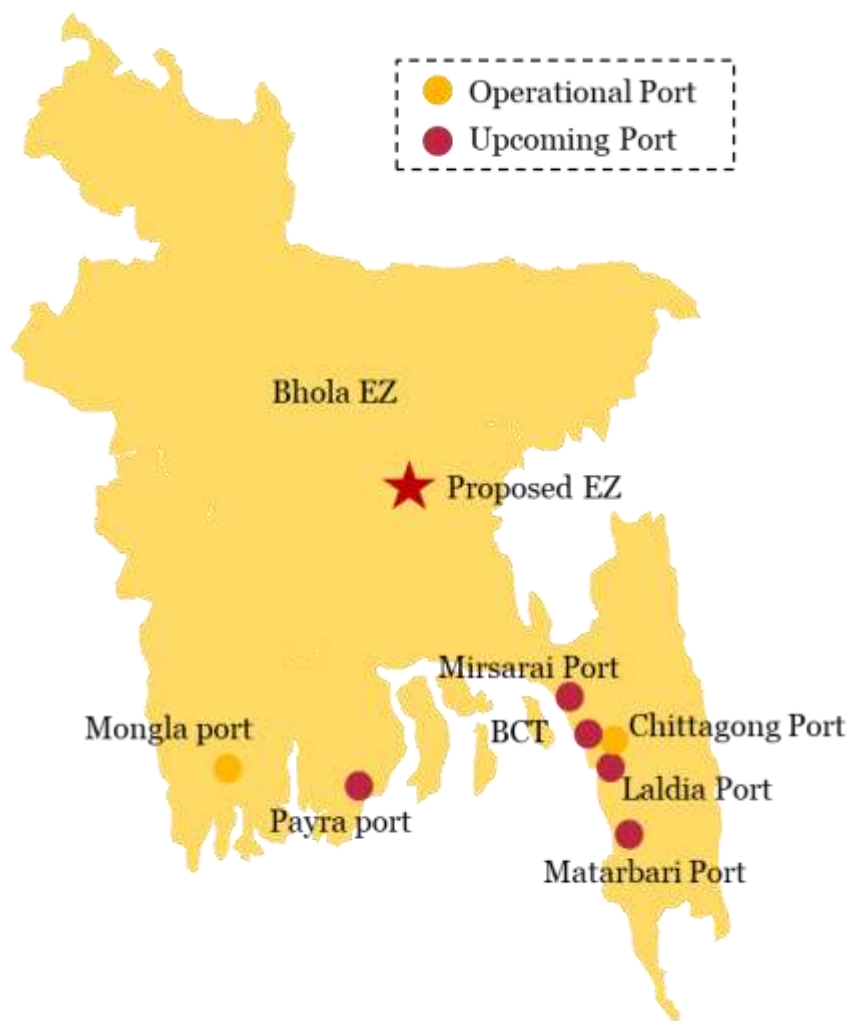 Operational Port
Upcoming Port
Bhola EZ
Proposed EZ
Mirsarai Port
Mongla port
BCT
Chittagong Port
Laldia Port
Payra port
Matarbari Port